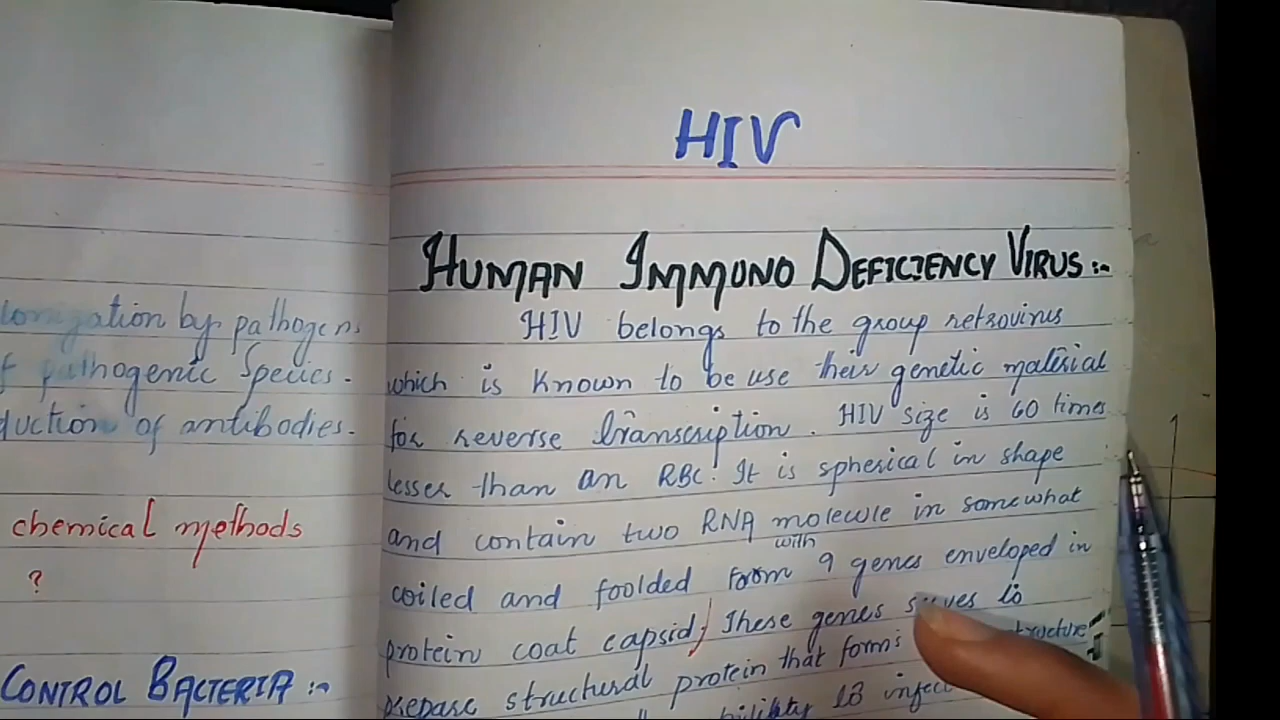 HIV
HUMAN IMMUNO DEFICIENCY VIRUS:-
HIV belongs to the group retrovirus
which is known to be use their genetic material
for reverse transcription. HIV size is 60 times
lesser than an RBC. It is spherical in shape
and contain two RNA molecule in somewhat
coiled and foolded form with 9 genes enveloped in
protein coat capsid, These genes to
prepare structural protein that forms structure
by pathogens
pathogenic species.
of antibodies.
chemical methods
?
CONTROL BACTERIA :-